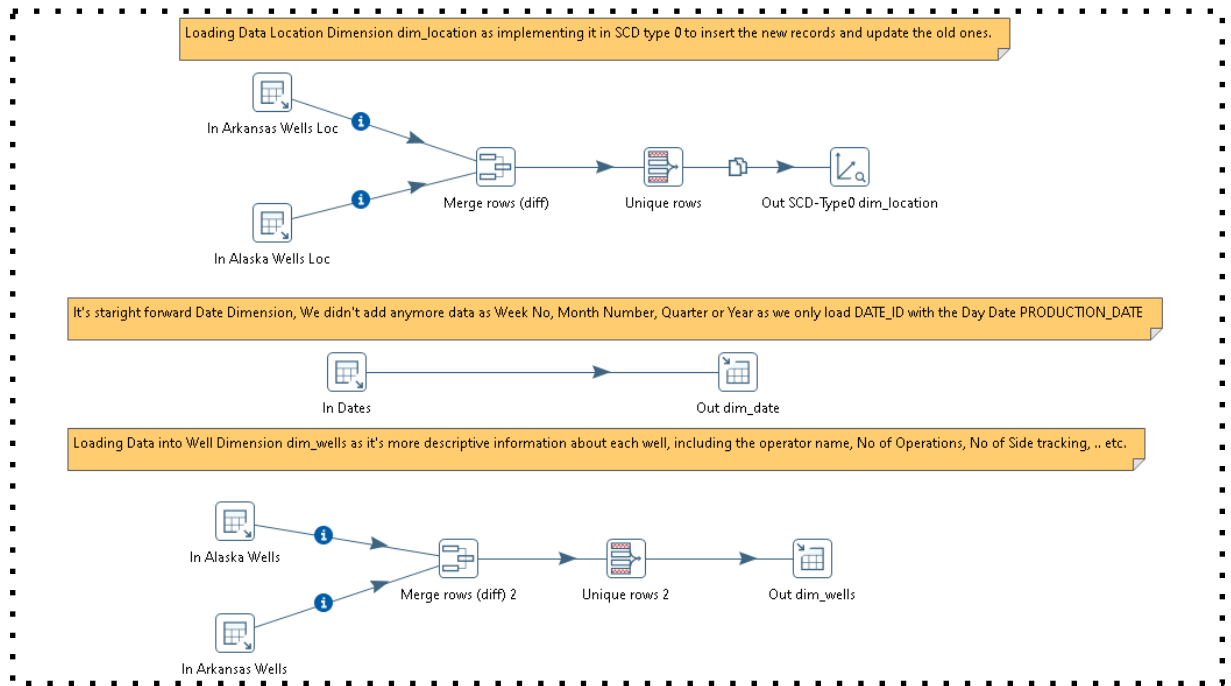 Loading Data Location Dimension dim_location as implementing it in SCD type 0 to insert the new records and update the old ones.
In Arkansas Wells Loc
Merge rows (diff)
Unique rows
Out SCD-Type0 dim_location
In Alaska Wells Loc
It's staright forward Date Dimension, We didn't add anymore data as Week No, Month Number, Quarter or Year as we only load DATE_ID with the Day Date PRODUCTION_DATE
In Dates
Out dim_date
Loading Data into Well Dimension dim_wells as it's more descriptive information about each well, including the operator name, No of Operations, No of Side tracking, .. etc.
In Alaska Wells
Merge rows (diff) 2
Unique rows 2
Out dim_wells
In Arkansas Wells